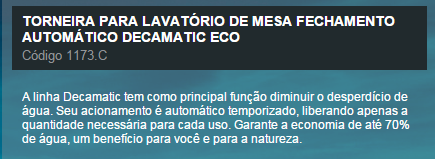 TORNEIRA PARA LAVATÓRIO DE MESA FECHAMENTO
AUTOMÁTICO DECAMATIC ECO
Código 1173.C
A linha Decamatic tem como principal função diminuir o desperdício de
água. Seu acionamento é automático temporizado, liberando apenas a
quantidade necessária para cada uso. Garante a economia de até 70%
de água, um benefício para você e para a natureza.